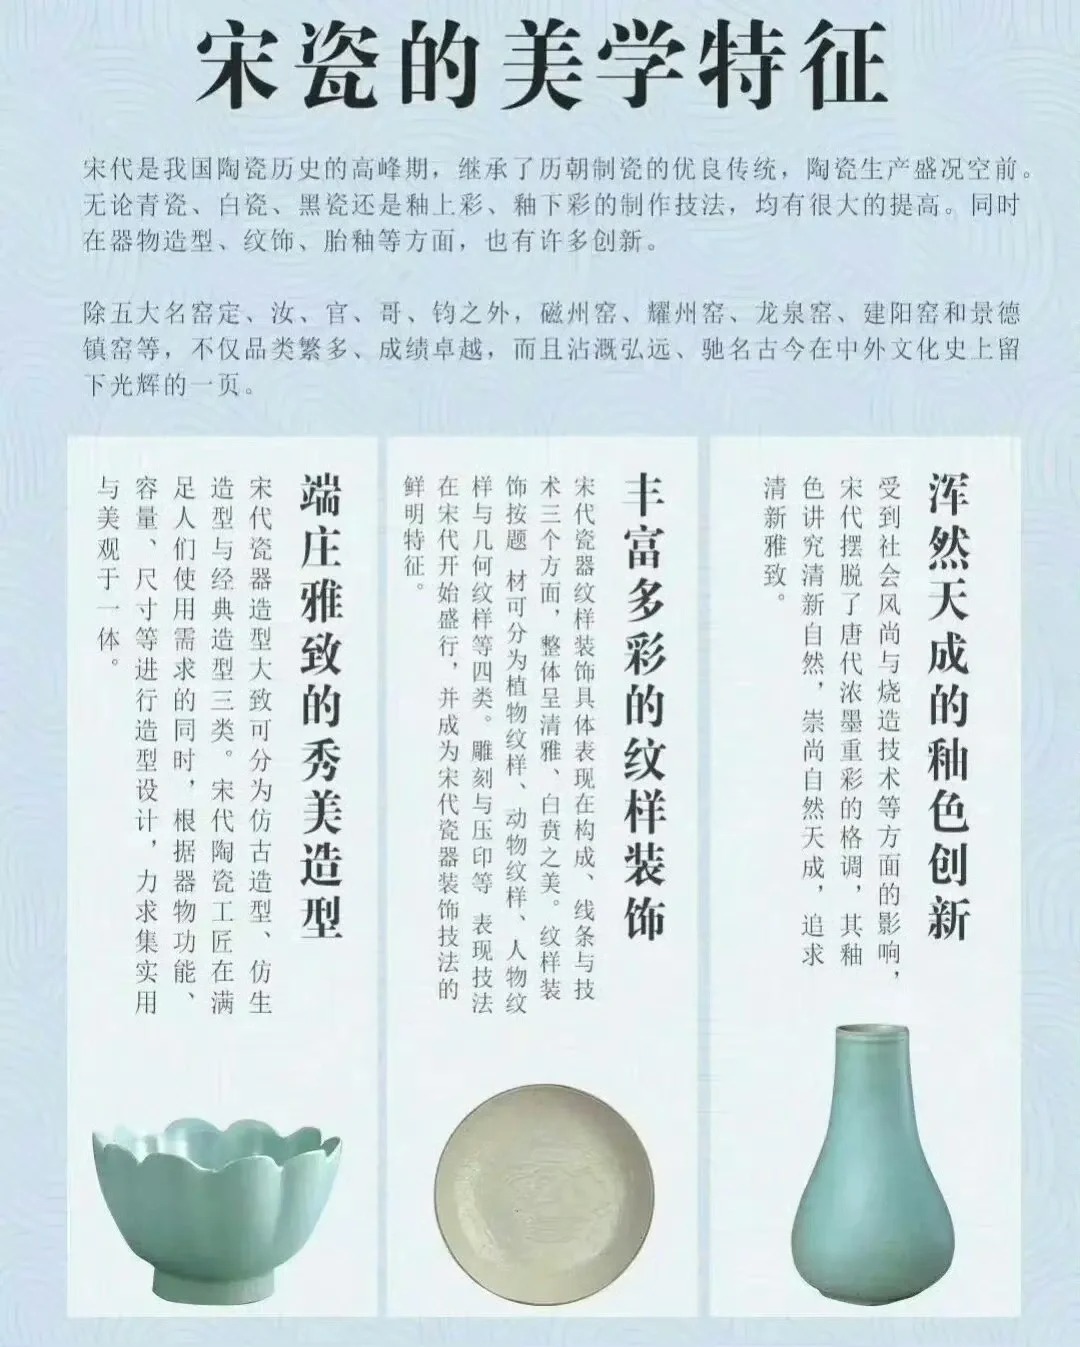 宋瓷的美学特征
宋代是我国陶瓷历史的高峰期，继承了历朝制瓷的优良传统，陶瓷生产盛况空前。
无论青瓷、白瓷、黑瓷还是釉上彩、釉下彩的制作技法，均有很大的提高。同时
在器物造型、纹饰、胎釉等方面，也有许多创新。
除五大名窑定、汝、官、哥、钧之外，磁州窑、耀州窑、龙泉窑、建阳窑和景德
镇窑等，不仅品类繁多、成绩卓越，而且沾溉弘远、驰名古今在中外文化史上留
下光辉的一页。
浑然天成的釉色创新
受到社会风尚与烧造技术等方面的影响，
宋代摆脱了唐代浓墨重彩的格调，其釉
色讲究清新自然，崇尚自然天成，追求
清新雅致。
丰富多彩的纹样装饰
宋代瓷器纹样装饰具体表现在构成、线条与技
术三个方面，整体呈清雅、白贲之美。纹样装
饰按题 材可分为植物纹样、动物纹样、人物纹
样与几何纹样等四类。雕刻与压印等 表现技法
在宋代开始盛行，并成为宋代瓷器装饰技法的
鲜明特征。
端庄雅致的秀美造型
宋代瓷器造型大致可分为仿古造型、仿生
造型与经典造型三类。宋代陶瓷工匠在满
足人们使用需求的同时，根据器物功能、
容量、尺寸等进行造型设计，力求集实用
与美观于一体。